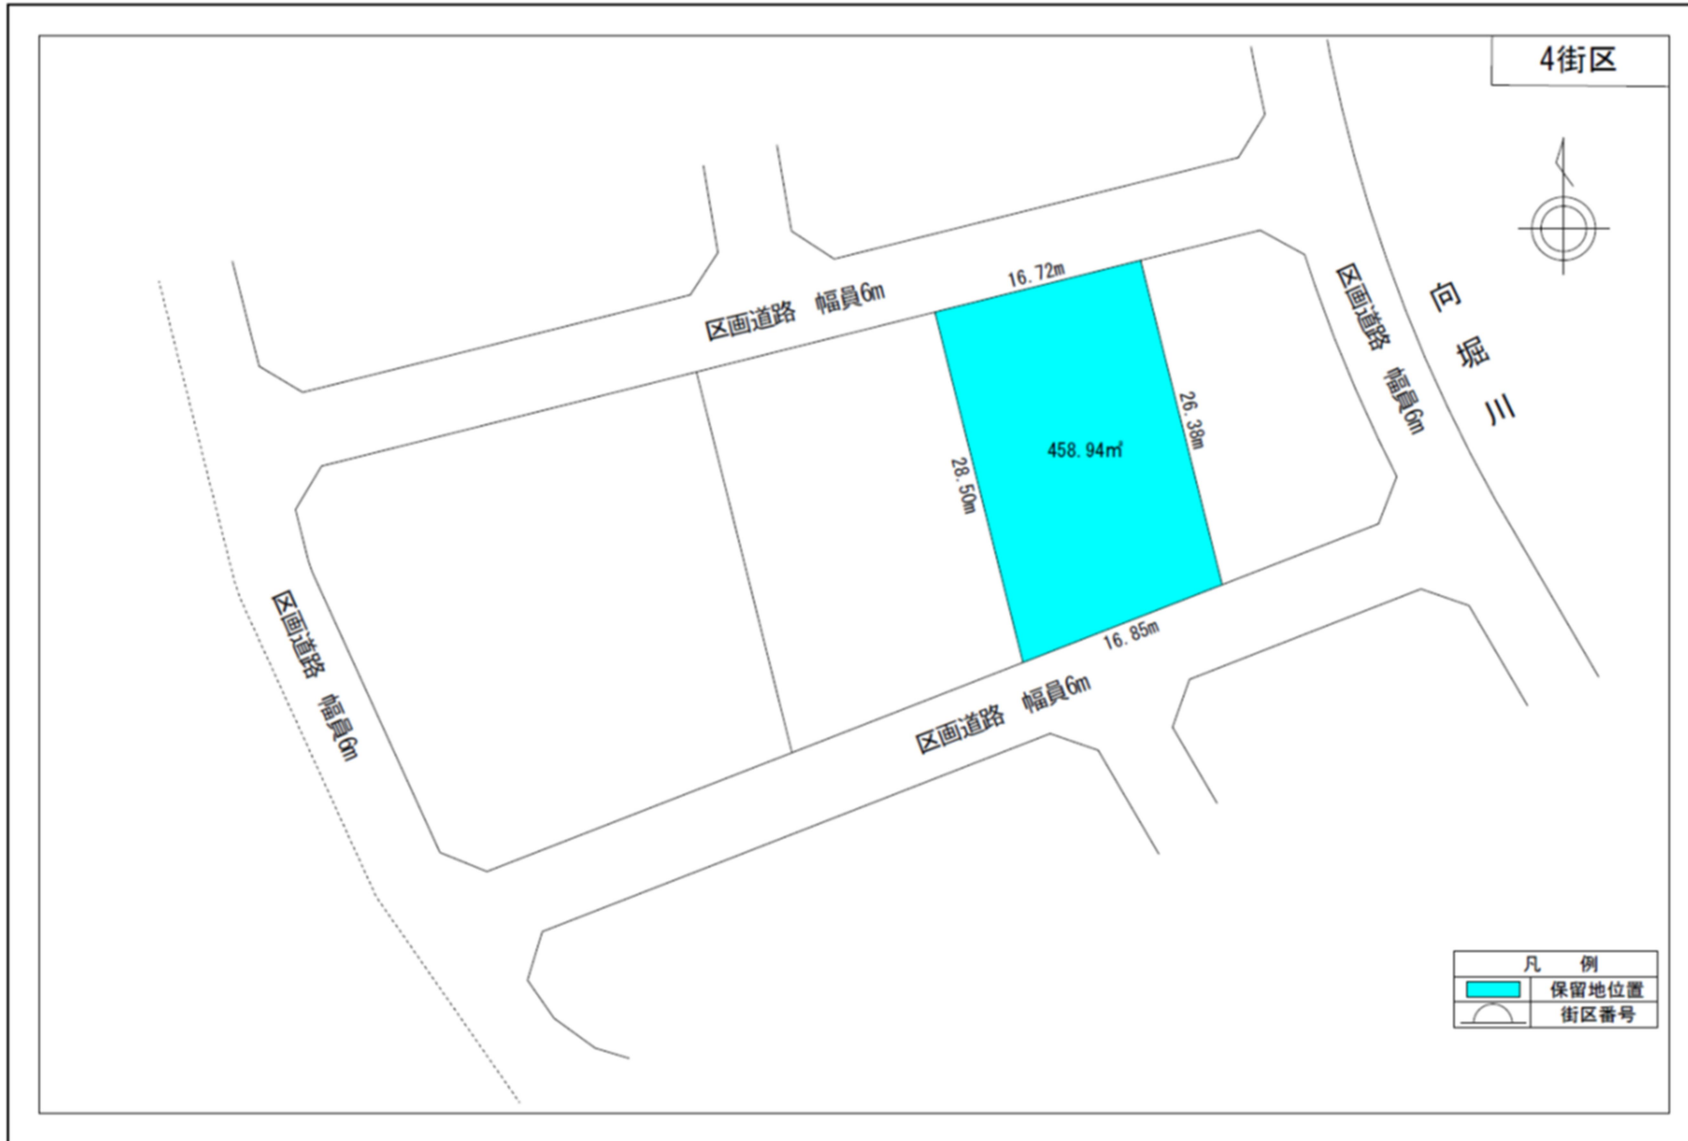 4街区
16.72m
区画道路　幅員6m
区画道路　幅員6m
向堀川
26.38m
458.94㎡
28.50m
区画道路　幅員6m
16.85m
区画道路　幅員6m
凡　例
保留地位置
街区番号